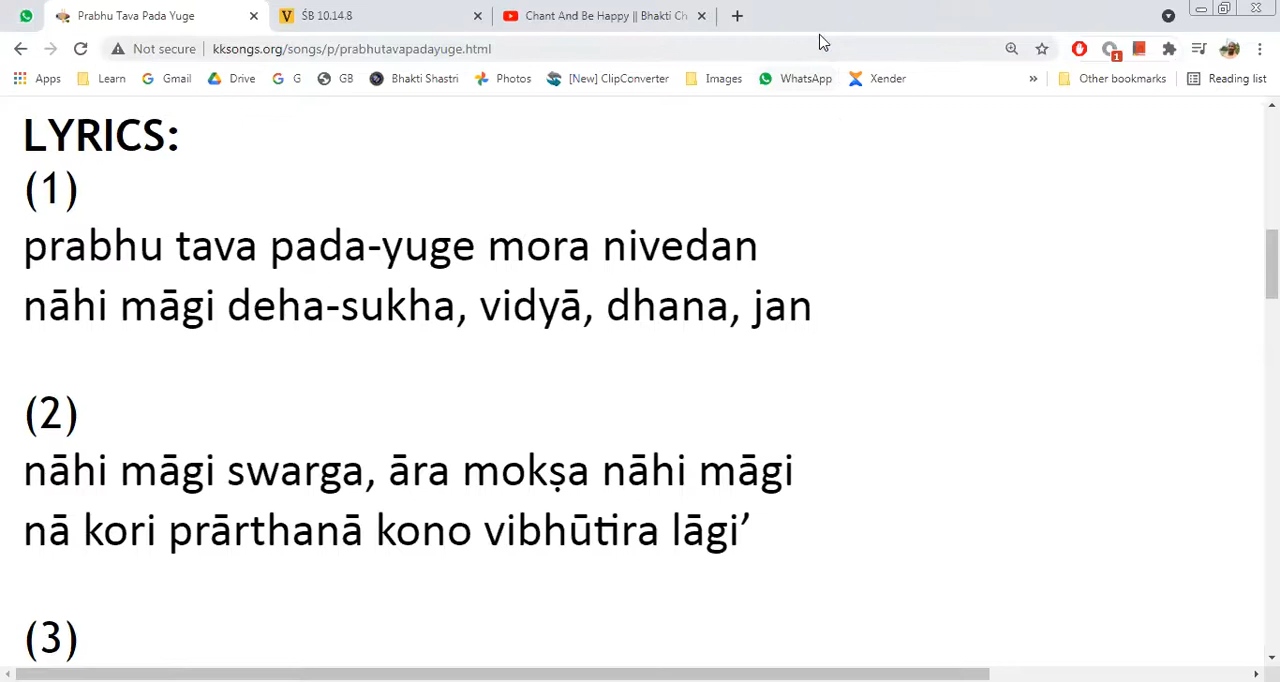 Prabhu Tava Pada Yuge
ŚB 10.14.8
Chant And Be Happy || Bhakti Ch
Not secure
kksongs.org/songs/p/prabhutavapadayuge.html
1
Apps
Learn
Gmail
Drive
G
GB
Bhakti Shastri
Photos
[New] ClipConverter
Images
WhatsApp
Xender
»
Other bookmarks
Reading list
LYRICS:
(1)
prabhu tava pada-yuge mora nivedan
nāhi māgi deha-sukha, vidyā, dhana, jan
(2)
nāhi māgi swarga, āra mokṣa nāhi māgi
nā kori prārthanā kono vibhūtira lāgi’
(3)